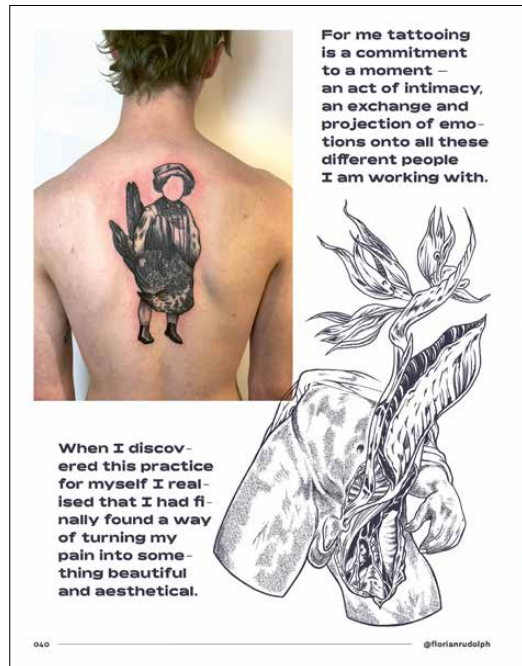 For me tattooing
is a commitment
to a moment –
an act of intimacy,
an exchange and
projection of emo-
tions onto all these
different people
I am working with.
When I discov-
ered this practice
for myself I real-
ised that I had fi-
nally found a way
of turning my
pain into some-
thing beautiful
and aesthetical.
040
@florianrudolph